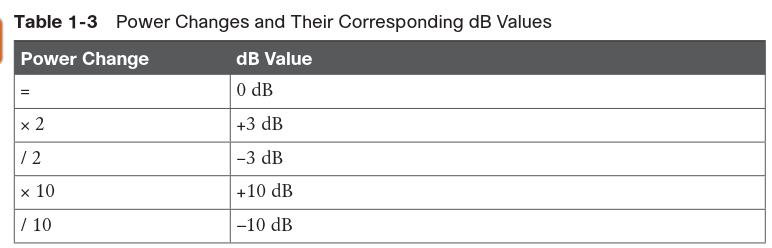 Table 1-3 Power Changes and Their Corresponding dB Values
Power Change dB Value
= 0 dB
× 2 +3 dB
/ 2 –3 dB
× 10 +10 dB
/ 10 –10 dB